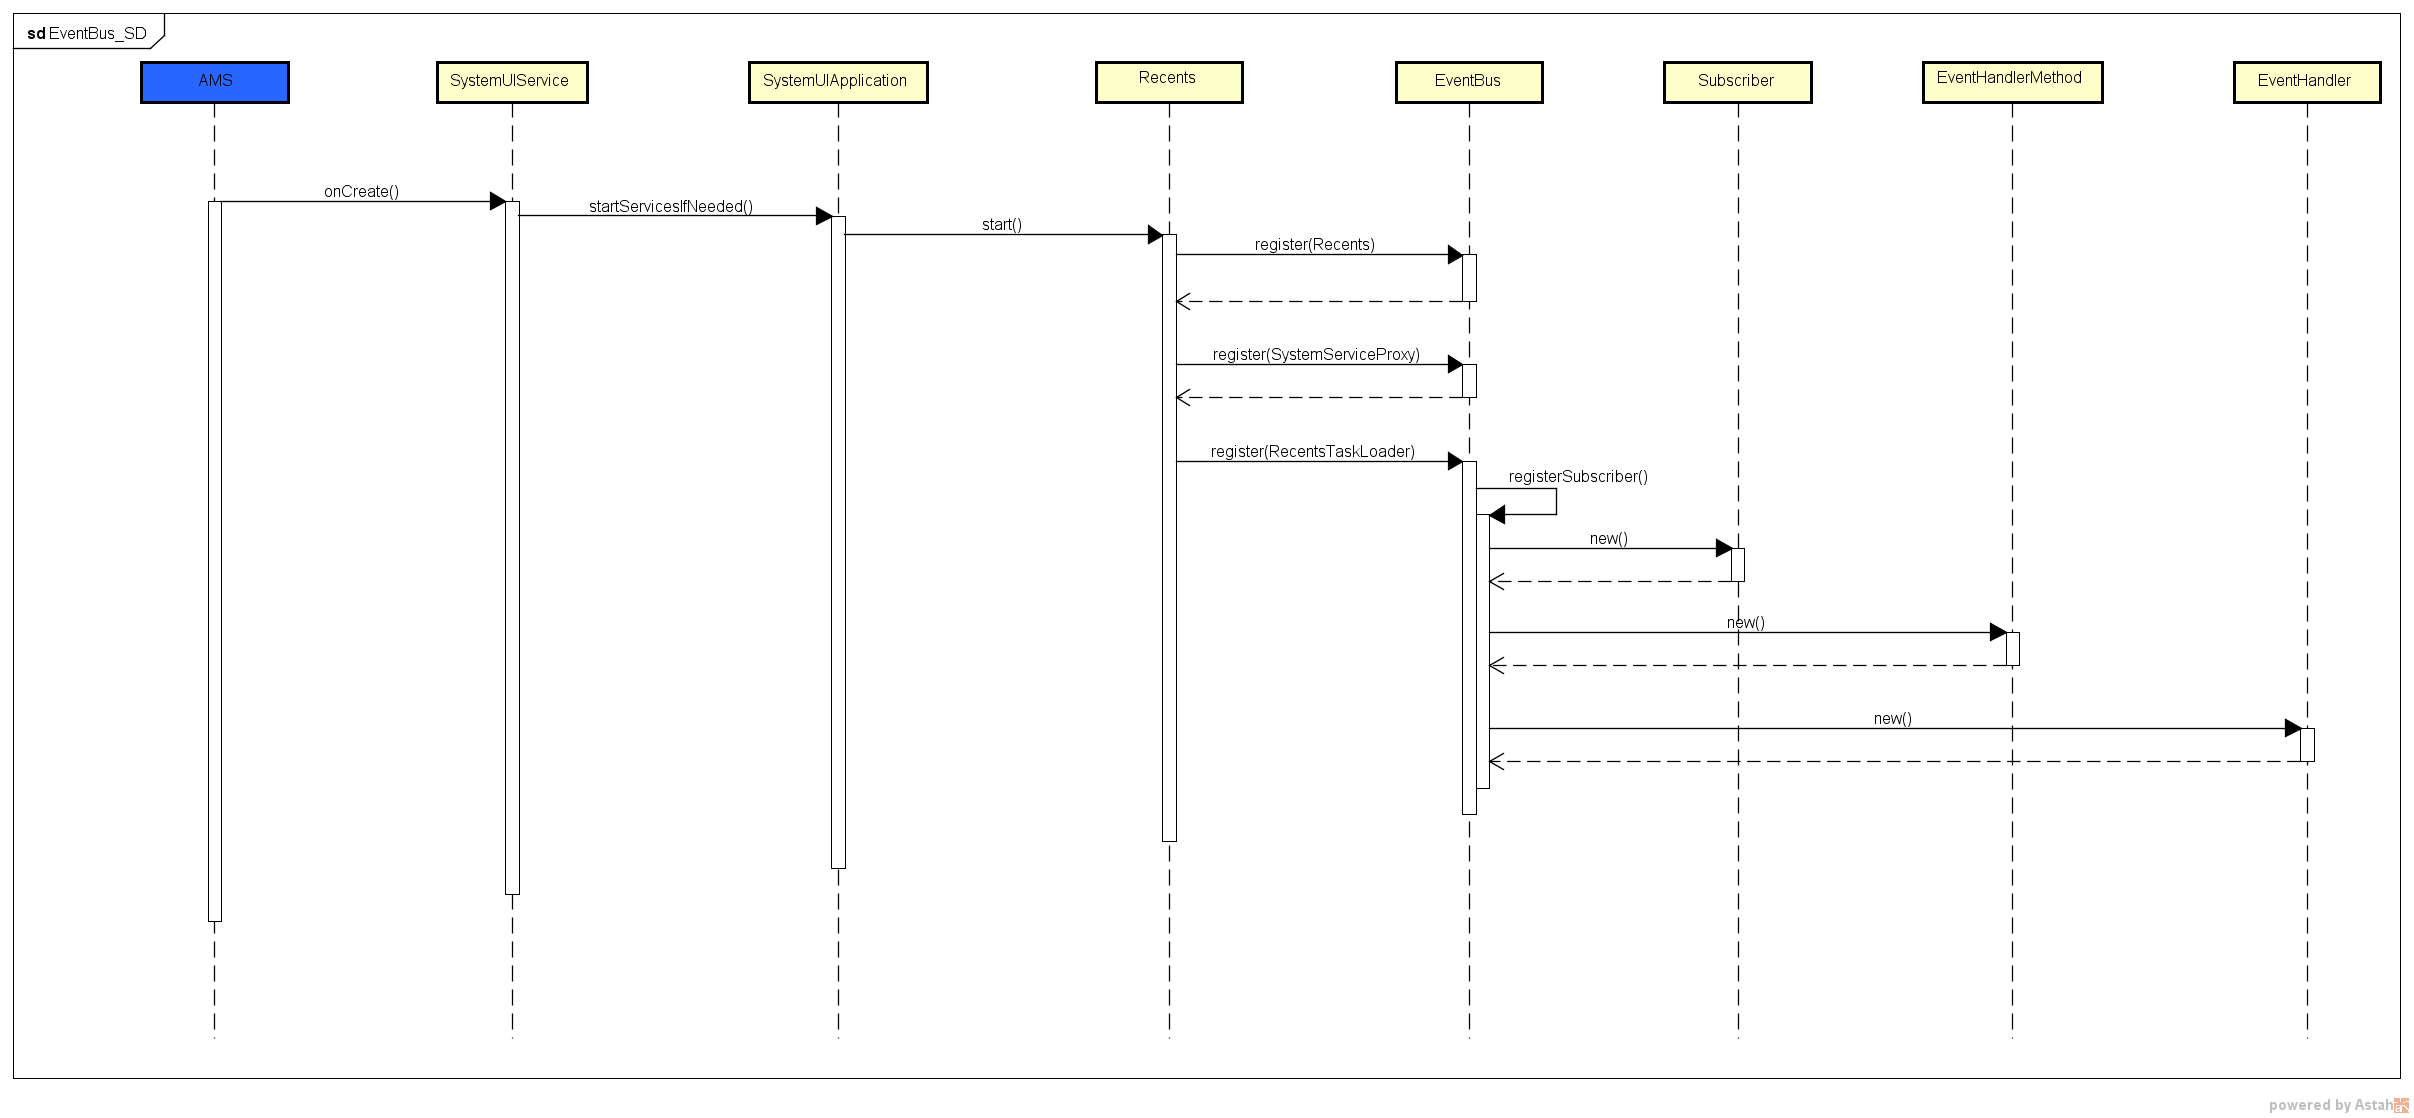 sd EventBus_SD
AMS
SystemUIService
SystemUIApplication
Recents
EventBus
Subscriber
EventHandlerMethod
EventHandler
onCreate()
startServicesIfNeeded()
start()
register(Recents)
register(SystemServiceProxy)
register(RecentsTaskLoader)
registerSubscriber()
new()
new()
new()
powered by Astah